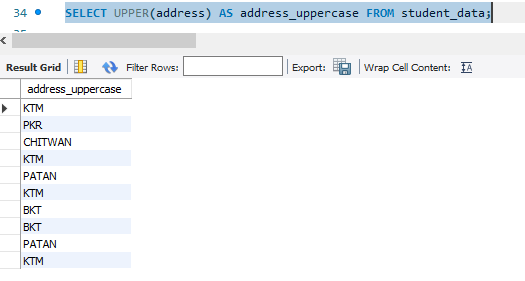 34 SELECT UPPER(address) AS address_uppercase FROM student_data;
Result Grid Filter Rows: Export: Wrap Cell Content:
address_uppercase
KTM
PKR
CHITWAN
KTM
PATAN
KTM
BKT
BKT
PATAN
KTM